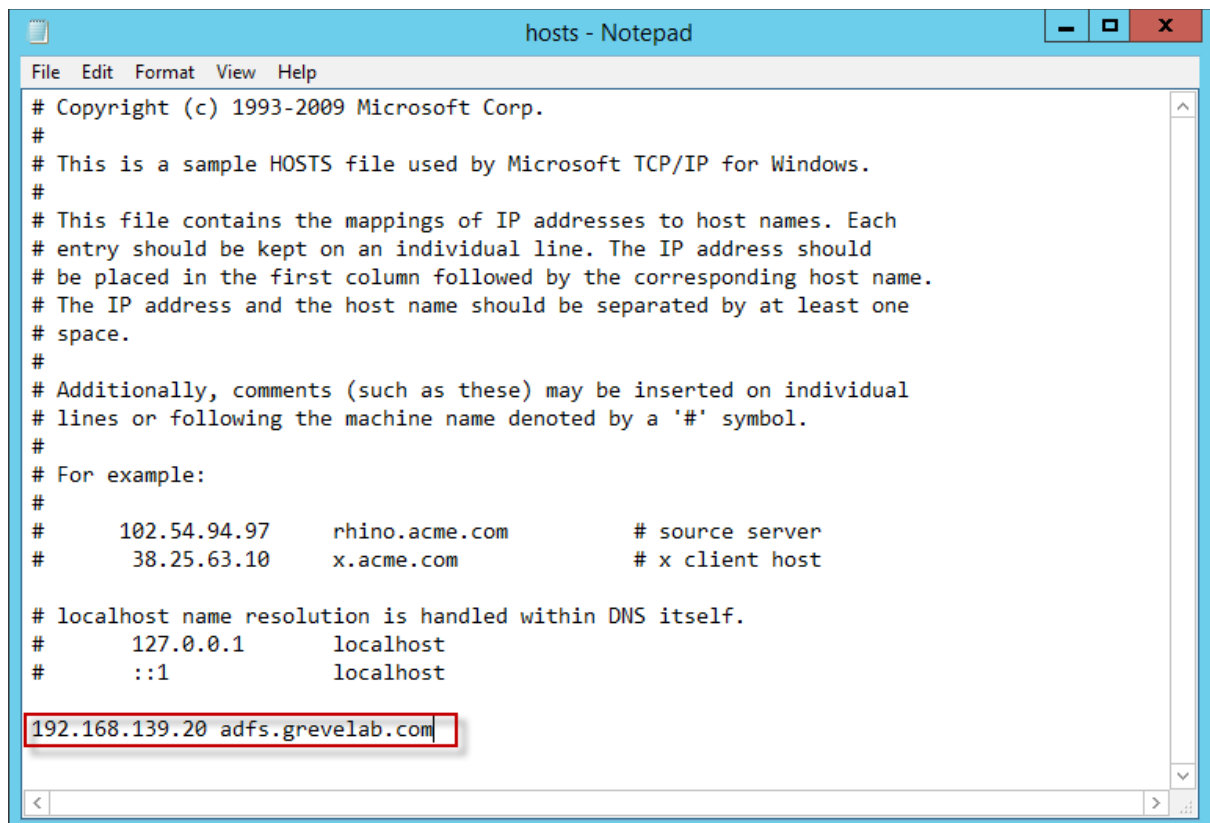 hosts - Notepad
File Edit Format View Help
# Copyright (c) 1993-2009 Microsoft Corp.
#
# This is a sample HOSTS file used by Microsoft TCP/IP for Windows.
#
# This file contains the mappings of IP addresses to host names. Each
# entry should be kept on an individual line. The IP address should
# be placed in the first column followed by the corresponding host name.
# The IP address and the host name should be separated by at least one
# space.
#
# Additionally, comments (such as these) may be inserted on individual
# lines or following the machine name denoted by a '#' symbol.
#
# For example:
#
#      102.54.94.97     rhino.acme.com          # source server
#       38.25.63.10     x.acme.com              # x client host

# localhost name resolution is handled within DNS itself.
#       127.0.0.1       localhost
#       ::1             localhost

192.168.139.20 adfs.grevelab.com